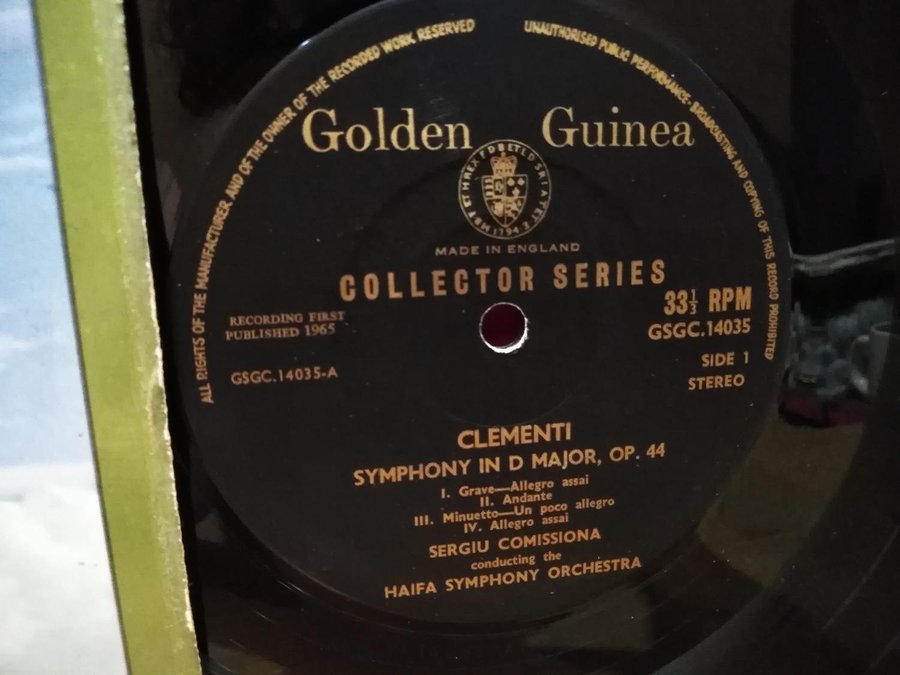 ALL RIGHTS OF THE MANUFACTURER AND OF THE OWNER OF THE RECORDED WORK RESERVED
UNAUTHORISED PUBLIC PERFORMANCE, BROADCASTING AND COPYING OF THIS RECORD PROHIBITED
Golden Guinea
1794
MADE IN ENGLAND
COLLECTOR SERIES
RECORDING FIRST
PUBLISHED 1965
33⅓ RPM
GSGC.14035
GSGC.14035-A
SIDE 1
STEREO
CLEMENTI
SYMPHONY IN D MAJOR, OP. 44
I. Grave—Allegro assai
II. Andante
III. Minuetto—Un poco allegro
IV. Allegro assai
SERGIU COMISSIONA
conducting the
HAIFA SYMPHONY ORCHESTRA